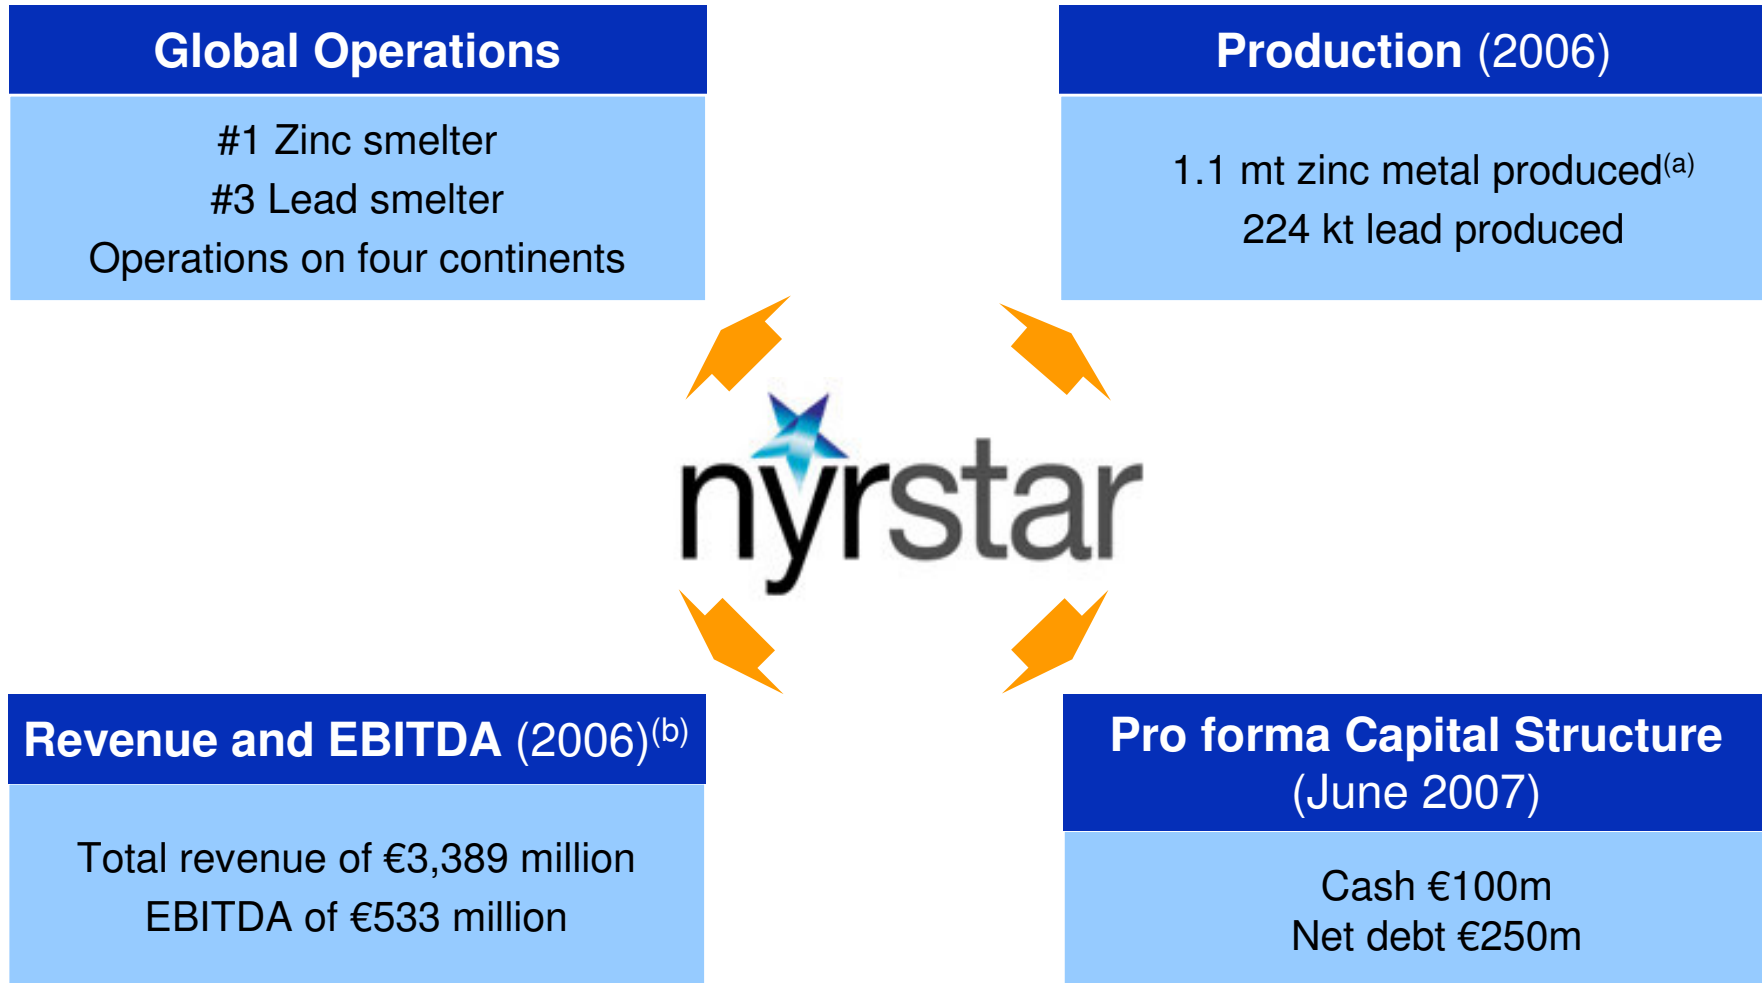 Global Operations
#1 Zinc smelter
#3 Lead smelter
Operations on four continents
Production (2006)
1.1 mt zinc metal produced(a)
224 kt lead produced
nyrstar
Revenue and EBITDA (2006)(b)
Total revenue of €3,389 million
EBITDA of €533 million
Pro forma Capital Structure
(June 2007)
Cash €100m
Net debt €250m